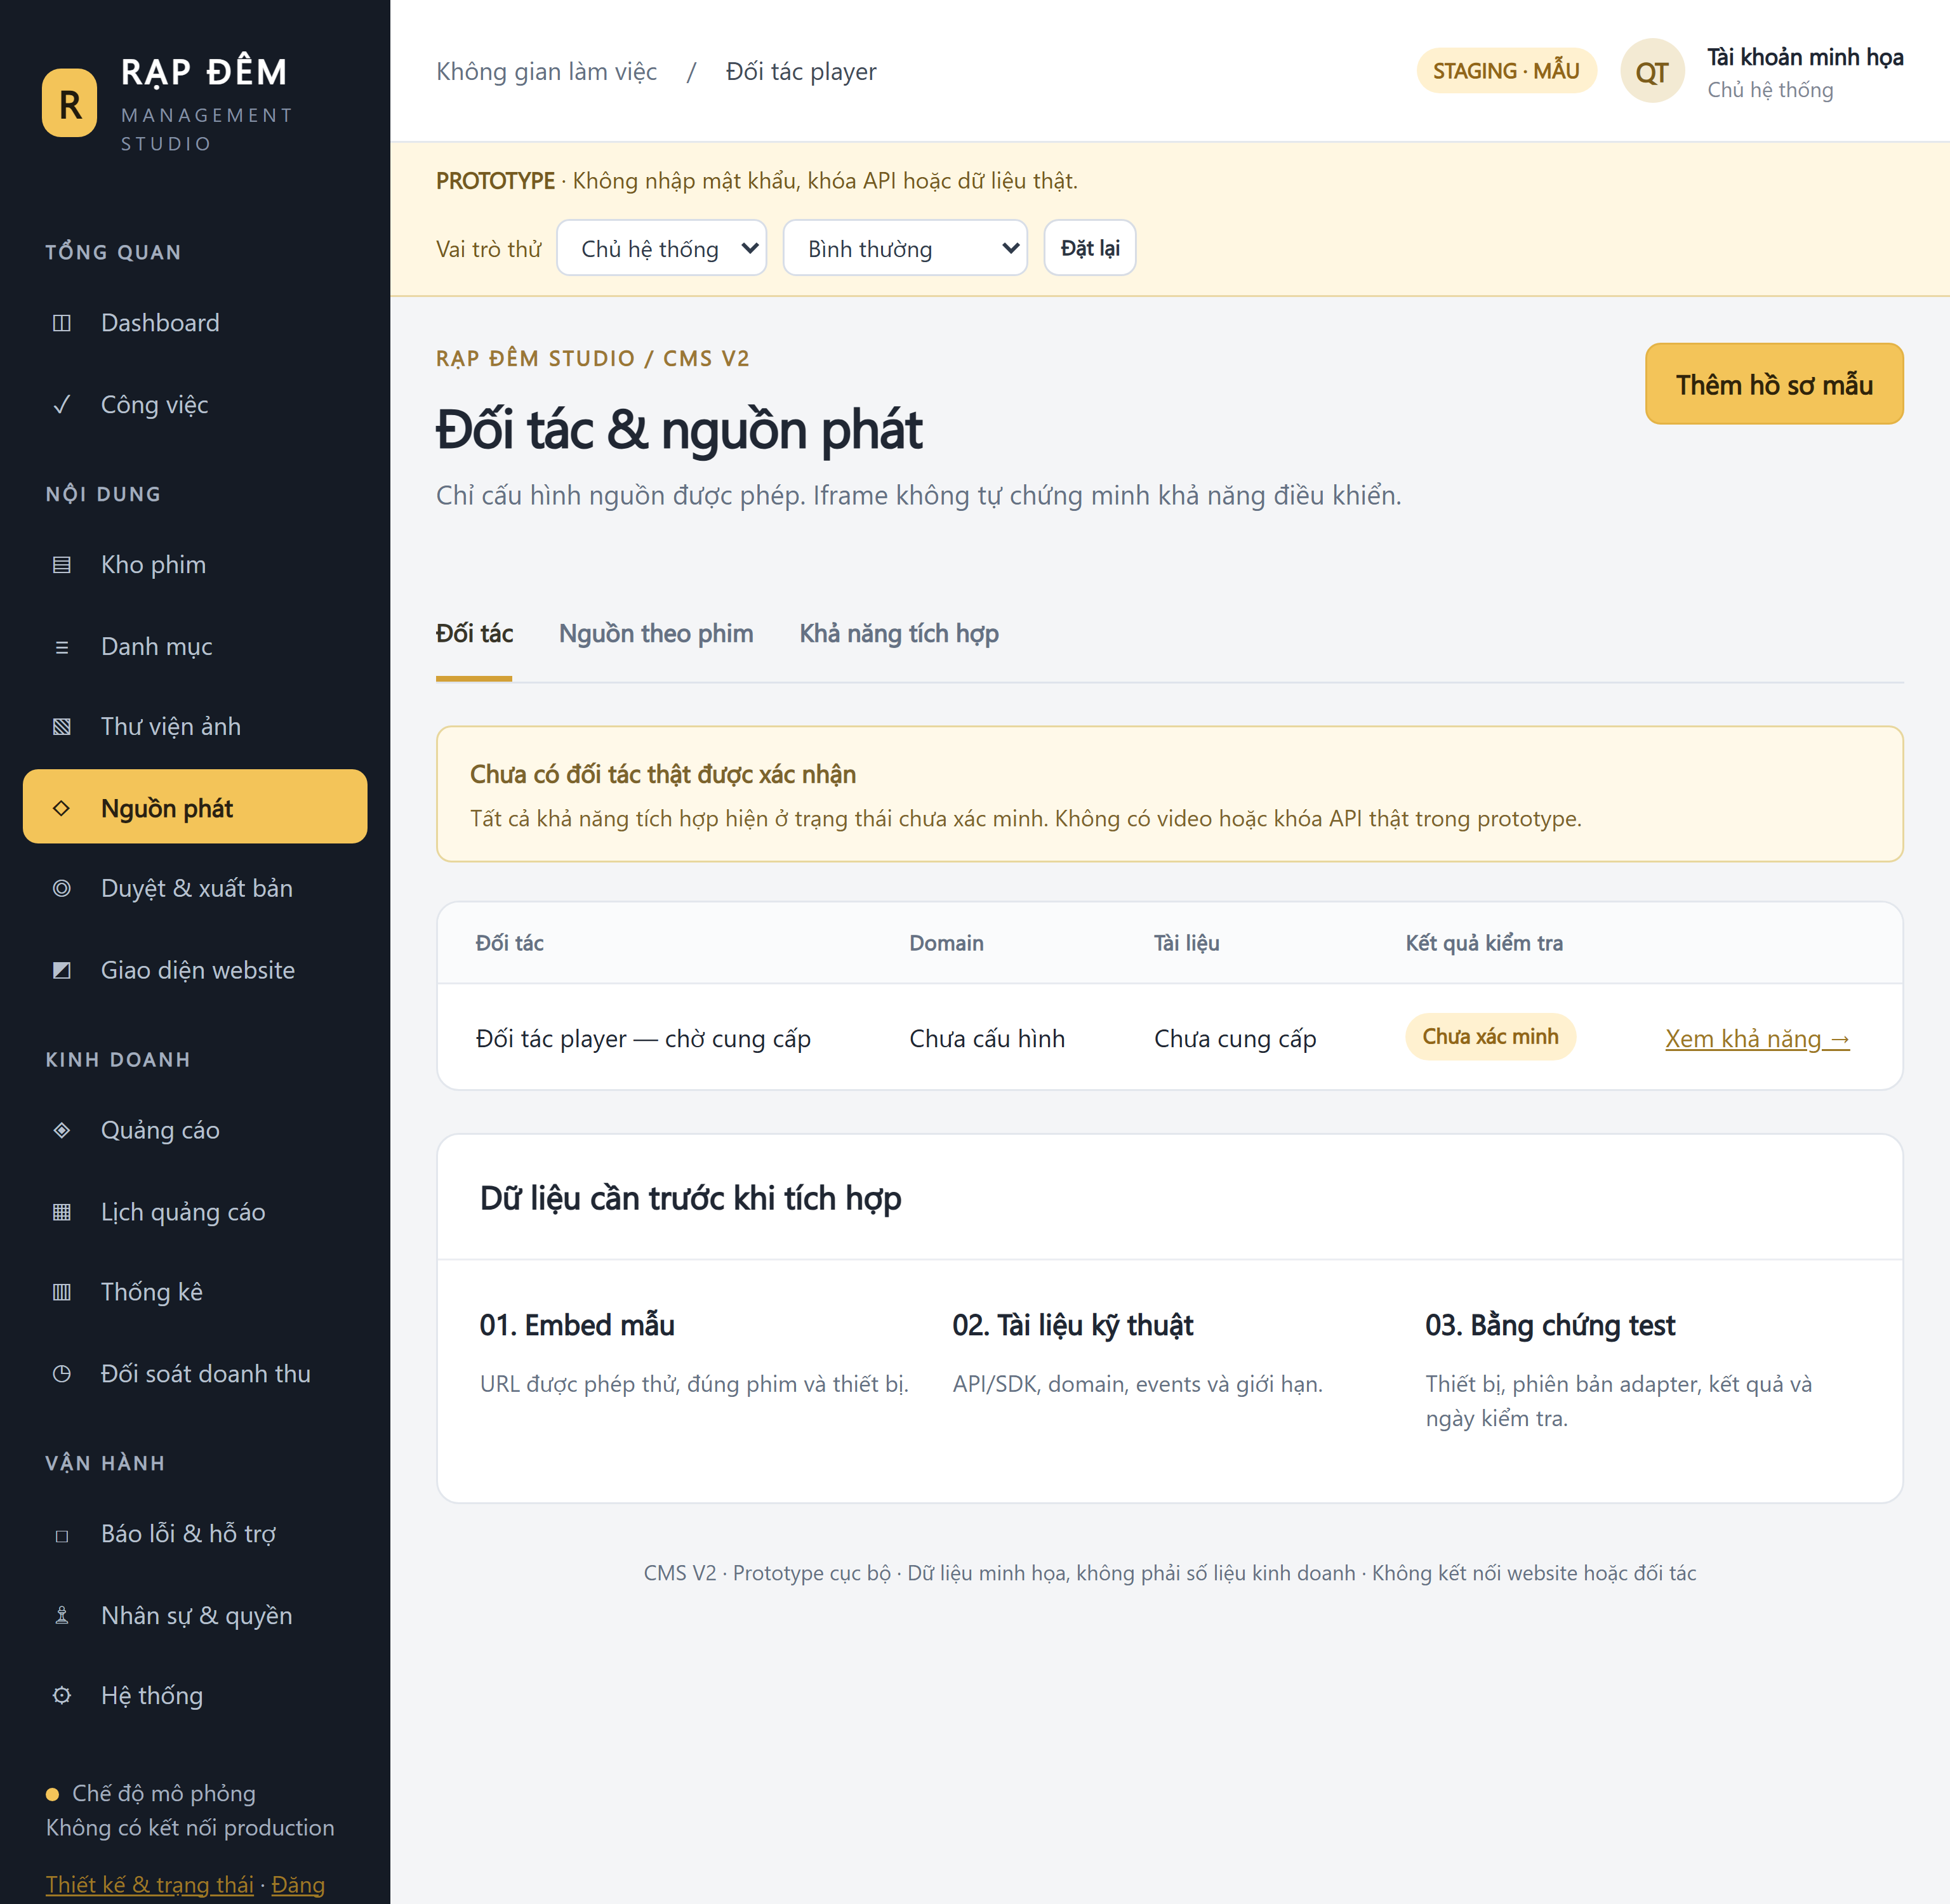 R
RẠP ĐÊM
MANAGEMENT
STUDIO
TỔNG QUAN
Dashboard
Công việc
NỘI DUNG
Kho phim
Danh mục
Thư viện ảnh
Nguồn phát
Duyệt & xuất bản
Giao diện website
KINH DOANH
Quảng cáo
Lịch quảng cáo
Thống kê
Đối soát doanh thu
VẬN HÀNH
Báo lỗi & hỗ trợ
Nhân sự & quyền
Hệ thống
Chế độ mô phỏng
Không có kết nối production
Thiết kế & trạng thái · Đăng
Không gian làm việc / Đối tác player
STAGING · MẪU
QT
Tài khoản minh họa
Chủ hệ thống
PROTOTYPE · Không nhập mật khẩu, khóa API hoặc dữ liệu thật.
Vai trò thử Chủ hệ thống Bình thường Đặt lại
RẠP ĐÊM STUDIO / CMS V2
Đối tác & nguồn phát
Chỉ cấu hình nguồn được phép. Iframe không tự chứng minh khả năng điều khiển.
Thêm hồ sơ mẫu
Đối tác Nguồn theo phim Khả năng tích hợp
Chưa có đối tác thật được xác nhận
Tất cả khả năng tích hợp hiện ở trạng thái chưa xác minh. Không có video hoặc khóa API thật trong prototype.
Đối tác Domain Tài liệu Kết quả kiểm tra
Đối tác player — chờ cung cấp Chưa cấu hình Chưa cung cấp Chưa xác minh Xem khả năng →
Dữ liệu cần trước khi tích hợp
01. Embed mẫu
URL được phép thử, đúng phim và thiết bị.
02. Tài liệu kỹ thuật
API/SDK, domain, events và giới hạn.
03. Bằng chứng test
Thiết bị, phiên bản adapter, kết quả và
ngày kiểm tra.
CMS V2 · Prototype cục bộ · Dữ liệu minh họa, không phải số liệu kinh doanh · Không kết nối website hoặc đối tác